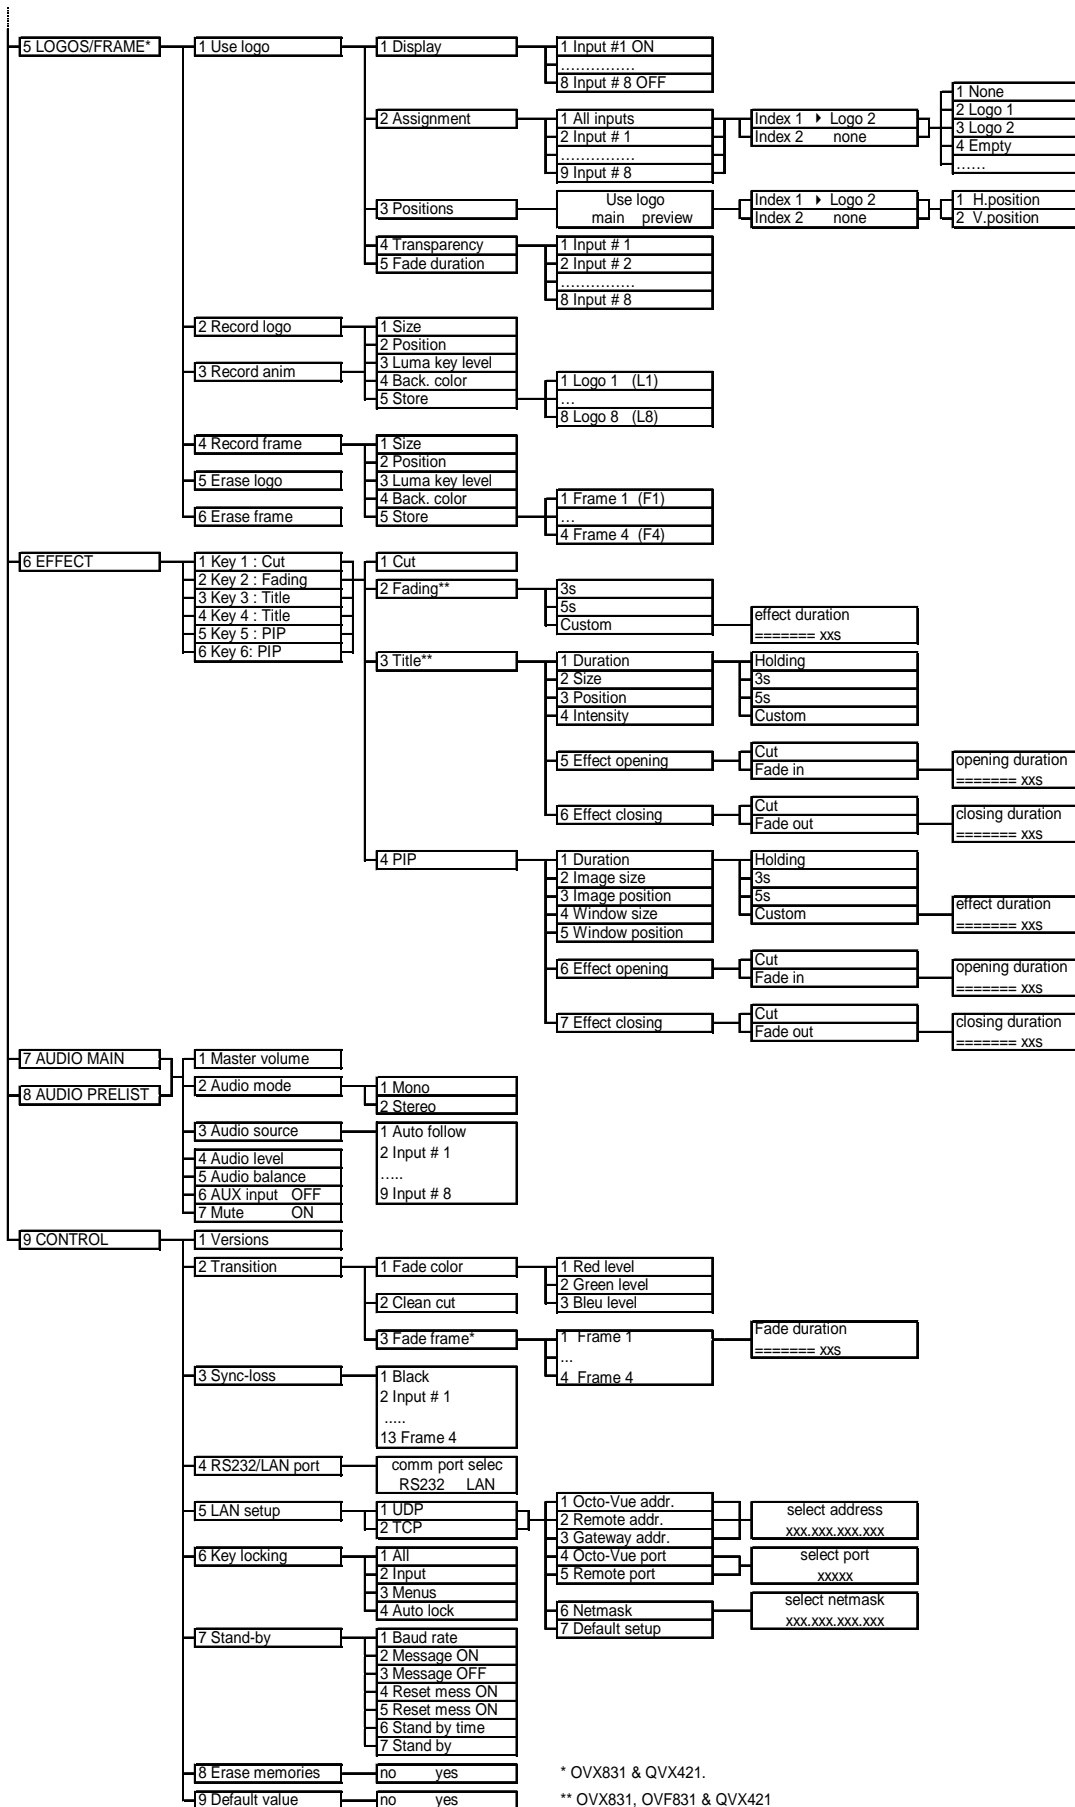 5 LOGOS/FRAME*
1 Use logo
1 Display
1 Input #1 ON
...............
8 Input # 8 OFF
2 Assignment
1 All inputs
2 Input # 1
...............
9 Input # 8
Index 1 ▸ Logo 2
Index 2 none
1 None
2 Logo 1
3 Logo 2
4 Empty
......
3 Positions
Use logo
main preview
Index 1 ▸ Logo 2
Index 2 none
1 H.position
2 V.position
4 Transparency
5 Fade duration
1 Input # 1
2 Input # 2
...............
8 Input # 8
2 Record logo
3 Record anim
1 Size
2 Position
3 Luma key level
4 Back. color
5 Store
1 Logo 1 (L1)
...
8 Logo 8 (L8)
4 Record frame
5 Erase logo
6 Erase frame
1 Size
2 Position
3 Luma key level
4 Back. color
5 Store
1 Frame 1 (F1)
...
4 Frame 4 (F4)
6 EFFECT
1 Key 1 : Cut
2 Key 2 : Fading
3 Key 3 : Title
4 Key 4 : Title
5 Key 5 : PIP
6 Key 6: PIP
1 Cut
2 Fading**
3s
5s
Custom
effect duration
======= xxs
3 Title**
1 Duration
2 Size
3 Position
4 Intensity
Holding
3s
5s
Custom
5 Effect opening
Cut
Fade in
opening duration
======= xxs
6 Effect closing
Cut
Fade out
closing duration
======= xxs
4 PIP
1 Duration
2 Image size
3 Image position
4 Window size
5 Window position
Holding
3s
5s
Custom
effect duration
======= xxs
6 Effect opening
Cut
Fade in
opening duration
======= xxs
7 Effect closing
Cut
Fade out
closing duration
======= xxs
7 AUDIO MAIN
8 AUDIO PRELIST
1 Master volume
2 Audio mode
1 Mono
2 Stereo
3 Audio source
1 Auto follow
2 Input # 1
.....
9 Input # 8
4 Audio level
5 Audio balance
6 AUX input OFF
7 Mute ON
9 CONTROL
1 Versions
2 Transition
1 Fade color
1 Red level
2 Green level
3 Bleu level
2 Clean cut
3 Fade frame*
1 Frame 1
...
4 Frame 4
Fade duration
======= xxs
3 Sync-loss
1 Black
2 Input # 1
.....
13 Frame 4
4 RS232/LAN port
comm port selec
RS232 LAN
5 LAN setup
1 UDP
2 TCP
1 Octo-Vue addr.
2 Remote addr.
3 Gateway addr.
4 Octo-Vue port
5 Remote port
6 Netmask
7 Default setup
select address
xxx.xxx.xxx.xxx
select port
xxxxx
select netmask
xxx.xxx.xxx.xxx
6 Key locking
1 All
2 Input
3 Menus
4 Auto lock
7 Stand-by
1 Baud rate
2 Message ON
3 Message OFF
4 Reset mess ON
5 Reset mess ON
6 Stand by time
7 Stand by
8 Erase memories
no yes
9 Default value
no yes
* OVX831 & QVX421.
** OVX831, OVF831 & QVX421